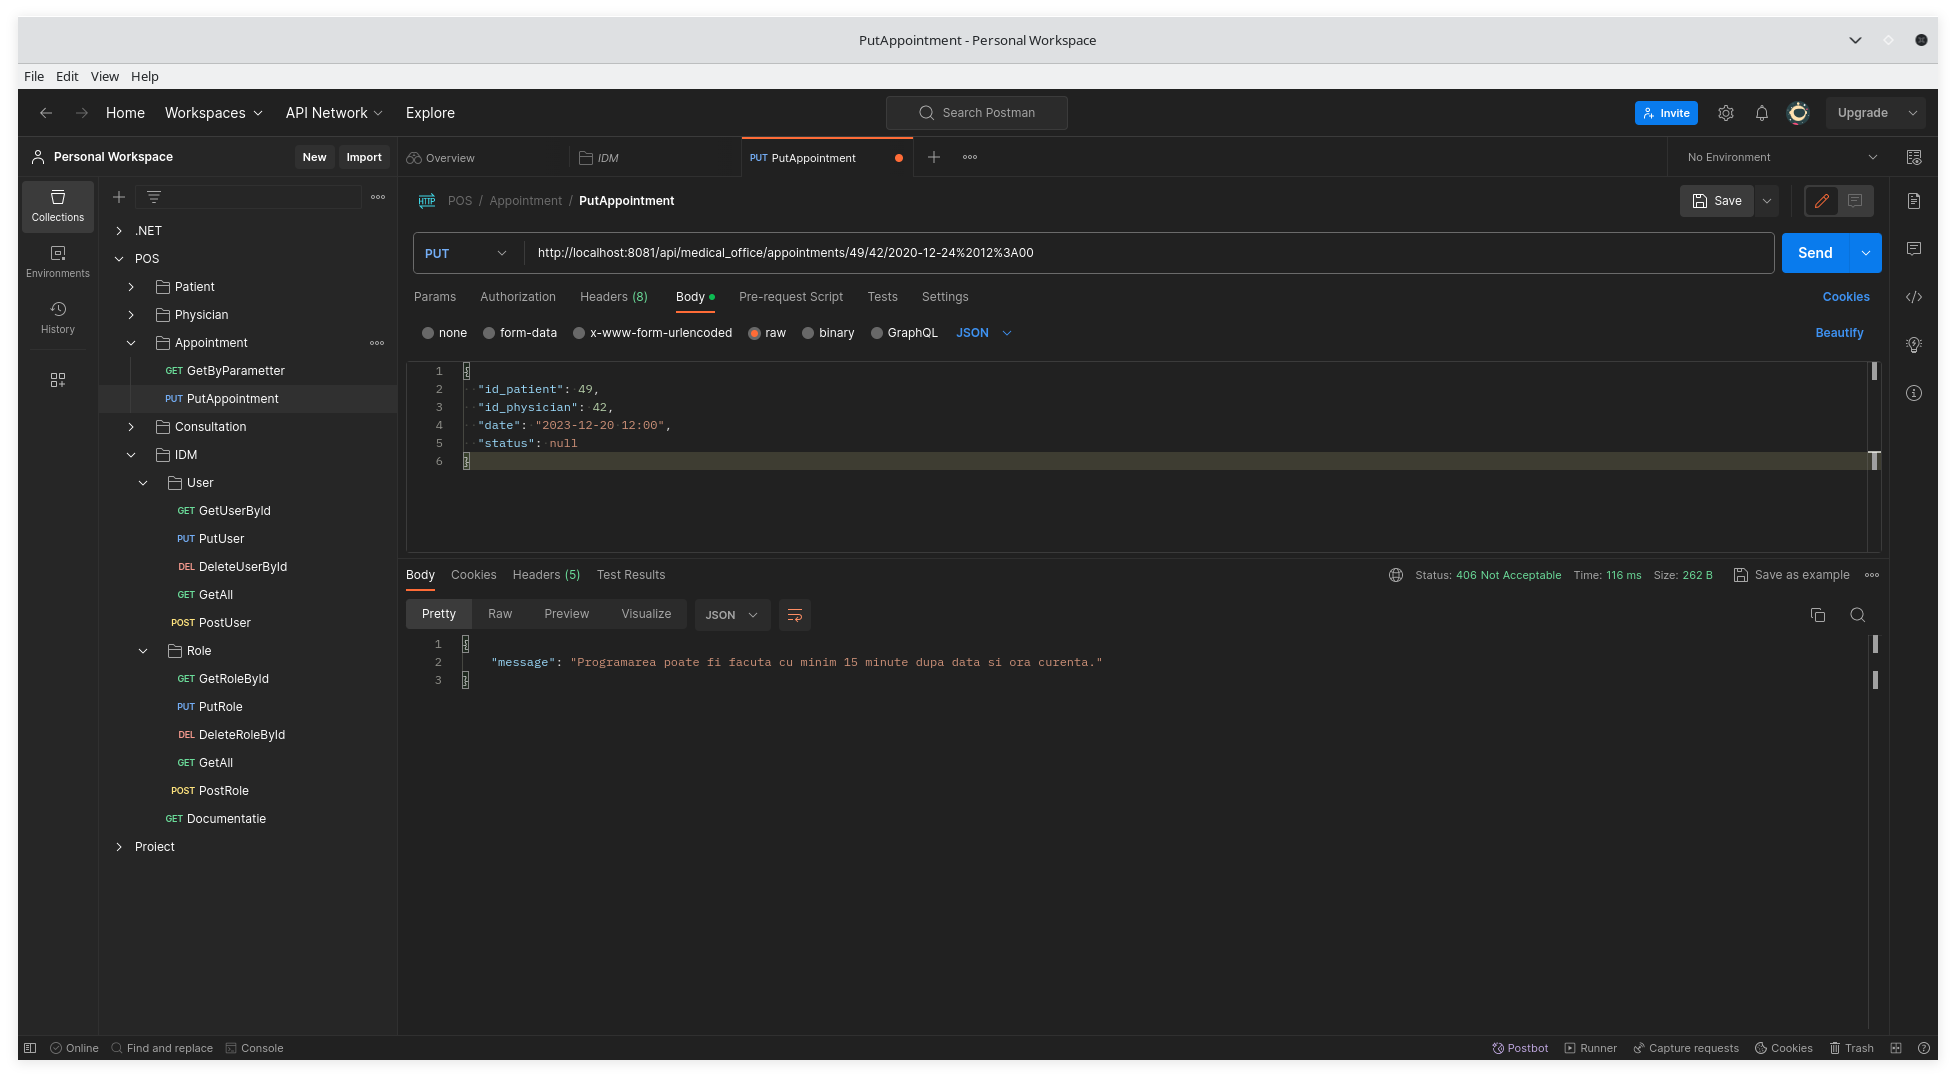 PutAppointment - Personal Workspace
File Edit View Help
Home Workspaces API Network Explore Search Postman Invite Upgrade
Personal Workspace New Import Overview IDM PUT PutAppointment No Environment
Collections
Environments
History
.NET
POS
Patient
Physician
Appointment
GET GetByParametter
PUT PutAppointment
Consultation
IDM
User
GET GetUserById
PUT PutUser
DEL DeleteUserById
GET GetAll
POST PostUser
Role
GET GetRoleById
PUT PutRole
DEL DeleteRoleById
GET GetAll
POST PostRole
GET Documentatie
Proiect
HTTP POS / Appointment / PutAppointment Save
PUT http://localhost:8081/api/medical_office/appointments/49/42/2020-12-24%2012%3A00 Send
Params Authorization Headers (8) Body Pre-request Script Tests Settings Cookies
none form-data x-www-form-urlencoded raw binary GraphQL JSON Beautify
1 {
2 "id_patient": 49,
3 "id_physician": 42,
4 "date": "2023-12-20 12:00",
5 "status": null
6 }
Body Cookies Headers (5) Test Results Status: 406 Not Acceptable Time: 116 ms Size: 262 B Save as example
Pretty Raw Preview Visualize JSON
1 {
2 "message": "Programarea poate fi facuta cu minim 15 minute dupa data si ora curenta."
3 }
Online Find and replace Console Postbot Runner Capture requests Cookies Trash